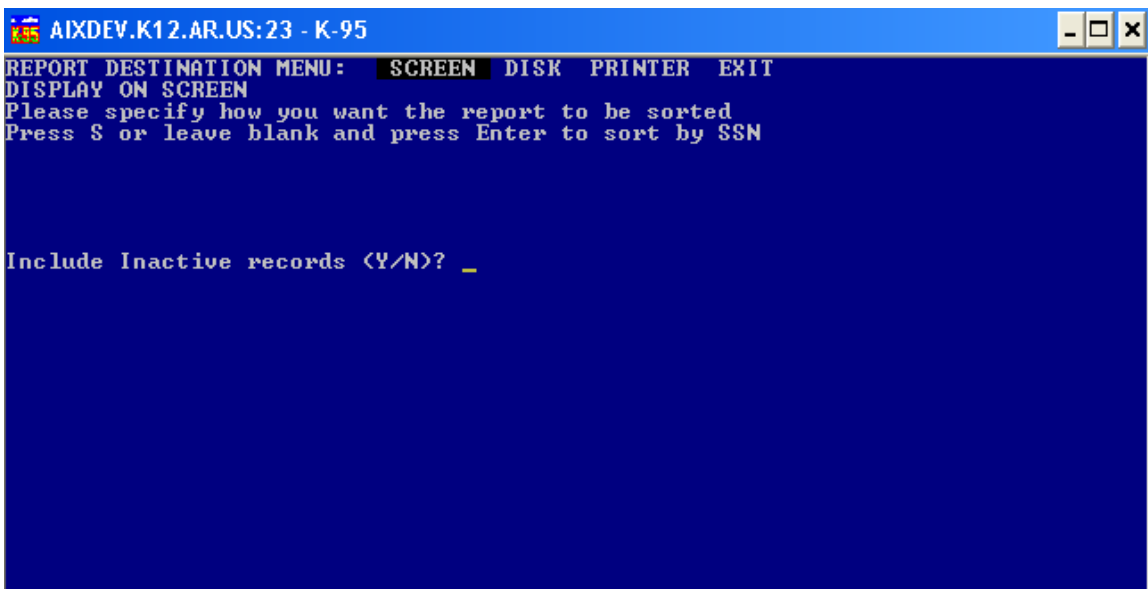 K95 AIXDEV.K12.AR.US:23 - K-95
REPORT DESTINATION MENU: SCREEN DISK PRINTER EXIT
DISPLAY ON SCREEN
Please specify how you want the report to be sorted
Press S or leave blank and press Enter to sort by SSN
Include Inactive records (Y/N)? _